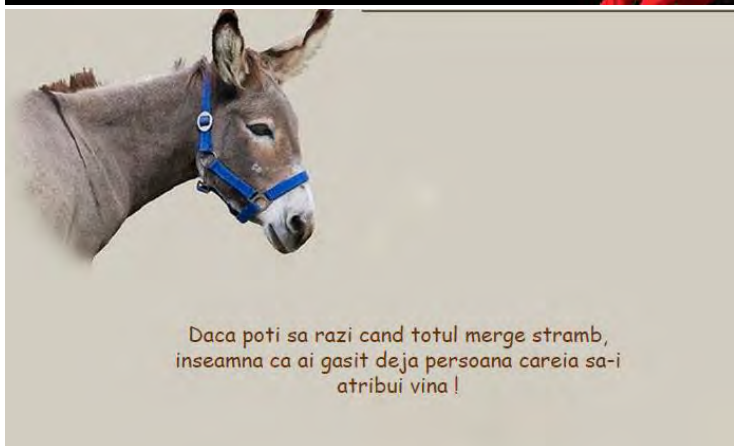 Daca poti sa razi cand totul merge stramb,
inseamna ca ai gasit deja persoana careia sa-i
atribui vina !